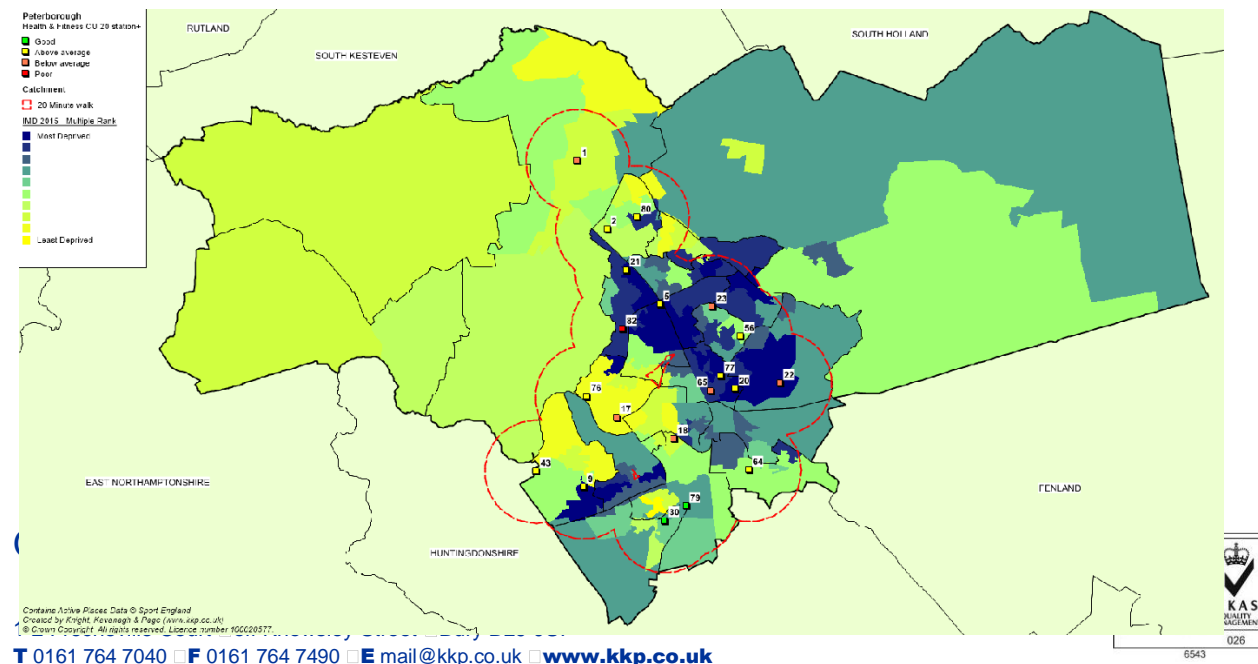 Peterborough
Health & Fitness CU 20 station+
Good
Above average
Below average
Poor
Catchment
20 Minute walk
IMD 2015 Multiple Rank
Most Deprived
Least Deprived
RUTLAND
SOUTH KESTEVEN
SOUTH HOLLAND
1
80
2
21
5
23
82
56
77
76
65
20
22
17
18
43
64
9
79
30
EAST NORTHAMPTONSHIRE
FENLAND
HUNTINGDONSHIRE
Contains Active Places Data © Sport England
Created by Knight, Kavanagh & Page (www.kkp.co.uk)
© Crown Copyright. All rights reserved. Licence number 100020577.
KAS
QUALITY
026
6543
T 0161 764 7040 F 0161 764 7490 E mail@kkp.co.uk www.kkp.co.uk